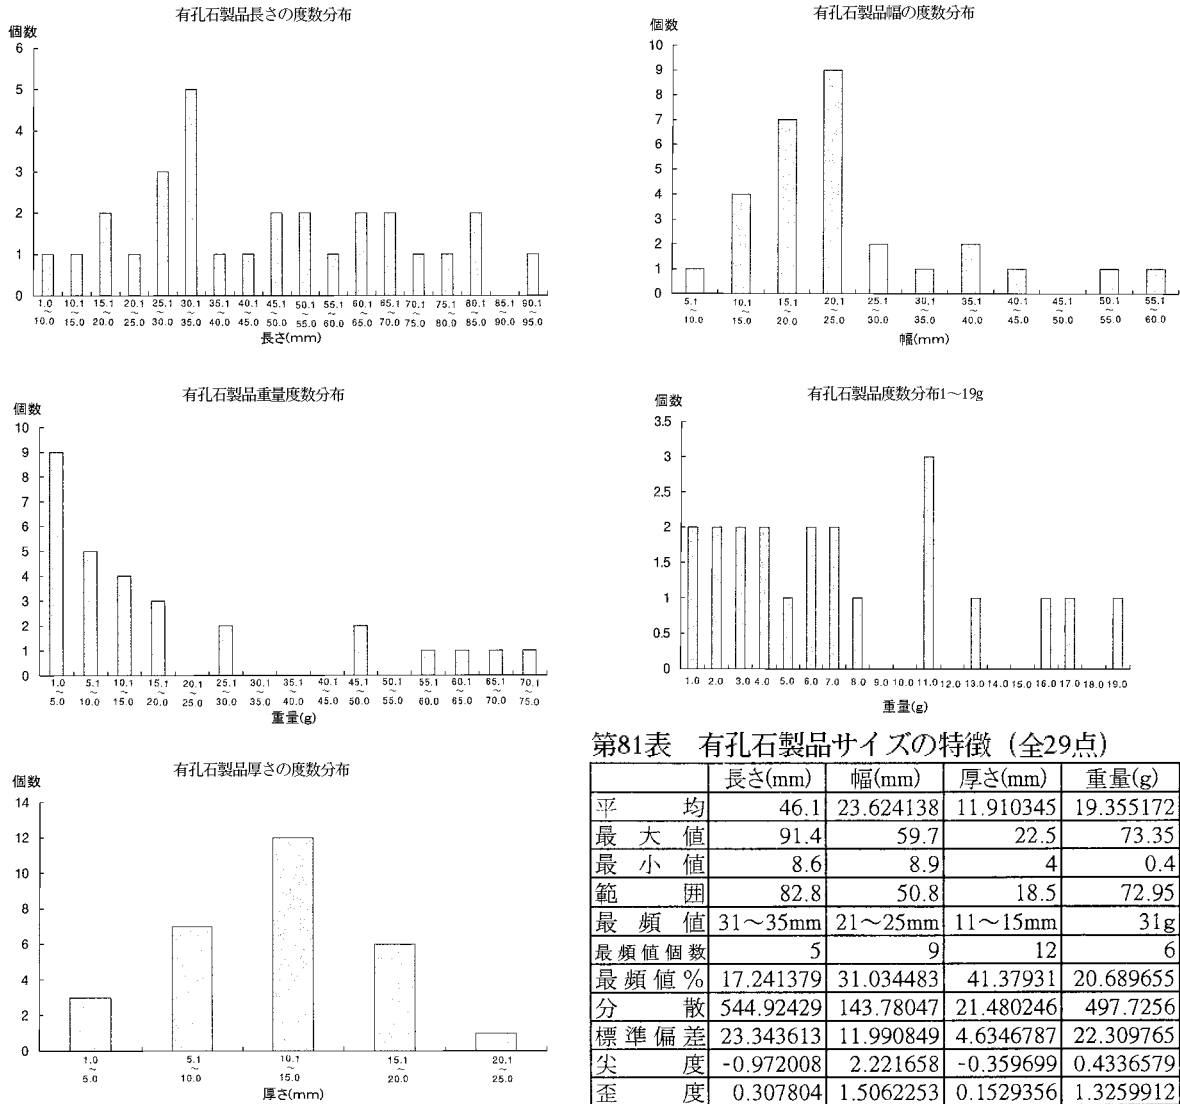 有孔石製品長さの度数分布
個数
6
5
4
3
2
1
0
1.0 10.1 15.1 20.1 25.1 30.1 35.1 40.1 45.1 50.1 55.1 60.1 65.1 70.1 75.1 80.1 85.1 90.1
~ ~ ~ ~ ~ ~ ~ ~ ~ ~ ~ ~ ~ ~ ~ ~ ~ ~
10.0 15.0 20.0 25.0 30.0 35.0 40.0 45.0 50.0 55.0 60.0 65.0 70.0 75.0 80.0 85.0 90.0 95.0
長さ(mm)
有孔石製品幅の度数分布
個数
10
9
8
7
6
5
4
3
2
1
0
5.1 10.1 15.1 20.1 25.1 30.1 35.1 40.1 45.1 50.1 55.1
~ ~ ~ ~ ~ ~ ~ ~ ~ ~ ~
10.0 15.0 20.0 25.0 30.0 35.0 40.0 45.0 50.0 55.0 60.0
幅(mm)
有孔石製品重量度数分布
個数
10
9
8
7
6
5
4
3
2
1
0
1.0 5.1 10.1 15.1 20.1 25.1 30.1 35.1 40.1 45.1 50.1 55.1 60.1 65.1 70.1
~ ~ ~ ~ ~ ~ ~ ~ ~ ~ ~ ~ ~ ~ ~
5.0 10.0 15.0 20.0 25.0 30.0 35.0 40.0 45.0 50.0 55.0 60.0 65.0 70.0 75.0
重量(g)
有孔石製品度数分布1～19g
個数
3.5
3
2.5
2
1.5
1
0.5
0
1.0 2.0 3.0 4.0 5.0 6.0 7.0 8.0 9.0 10.0 11.0 12.0 13.0 14.0 15.0 16.0 17.0 18.0 19.0
重量(g)
有孔石製品厚さの度数分布
個数
14
12
10
8
6
4
2
0
1.0 5.1 10.1 15.1 20.1
~ ~ ~ ~ ~
5.0 10.0 15.0 20.0 25.0
厚さ(mm)
第81表 有孔石製品サイズの特徴（全29点）
長さ(mm) 幅(mm) 厚さ(mm) 重量(g)
平均 46.1 23.624138 11.910345 19.355172
最大値 91.4 59.7 22.5 73.35
最小値 8.6 8.9 4 0.4
範囲 82.8 50.8 18.5 72.95
最頻値 31～35mm 21～25mm 11～15mm 31g
最頻値個数 5 9 12 6
最頻値% 17.241379 31.034483 41.37931 20.689655
分散 544.92429 143.78047 21.480246 497.7256
標準偏差 23.343613 11.990849 4.6346787 22.309765
尖度 -0.972008 2.221658 -0.359699 0.4336579
歪度 0.307804 1.5062253 0.1529356 1.3259912